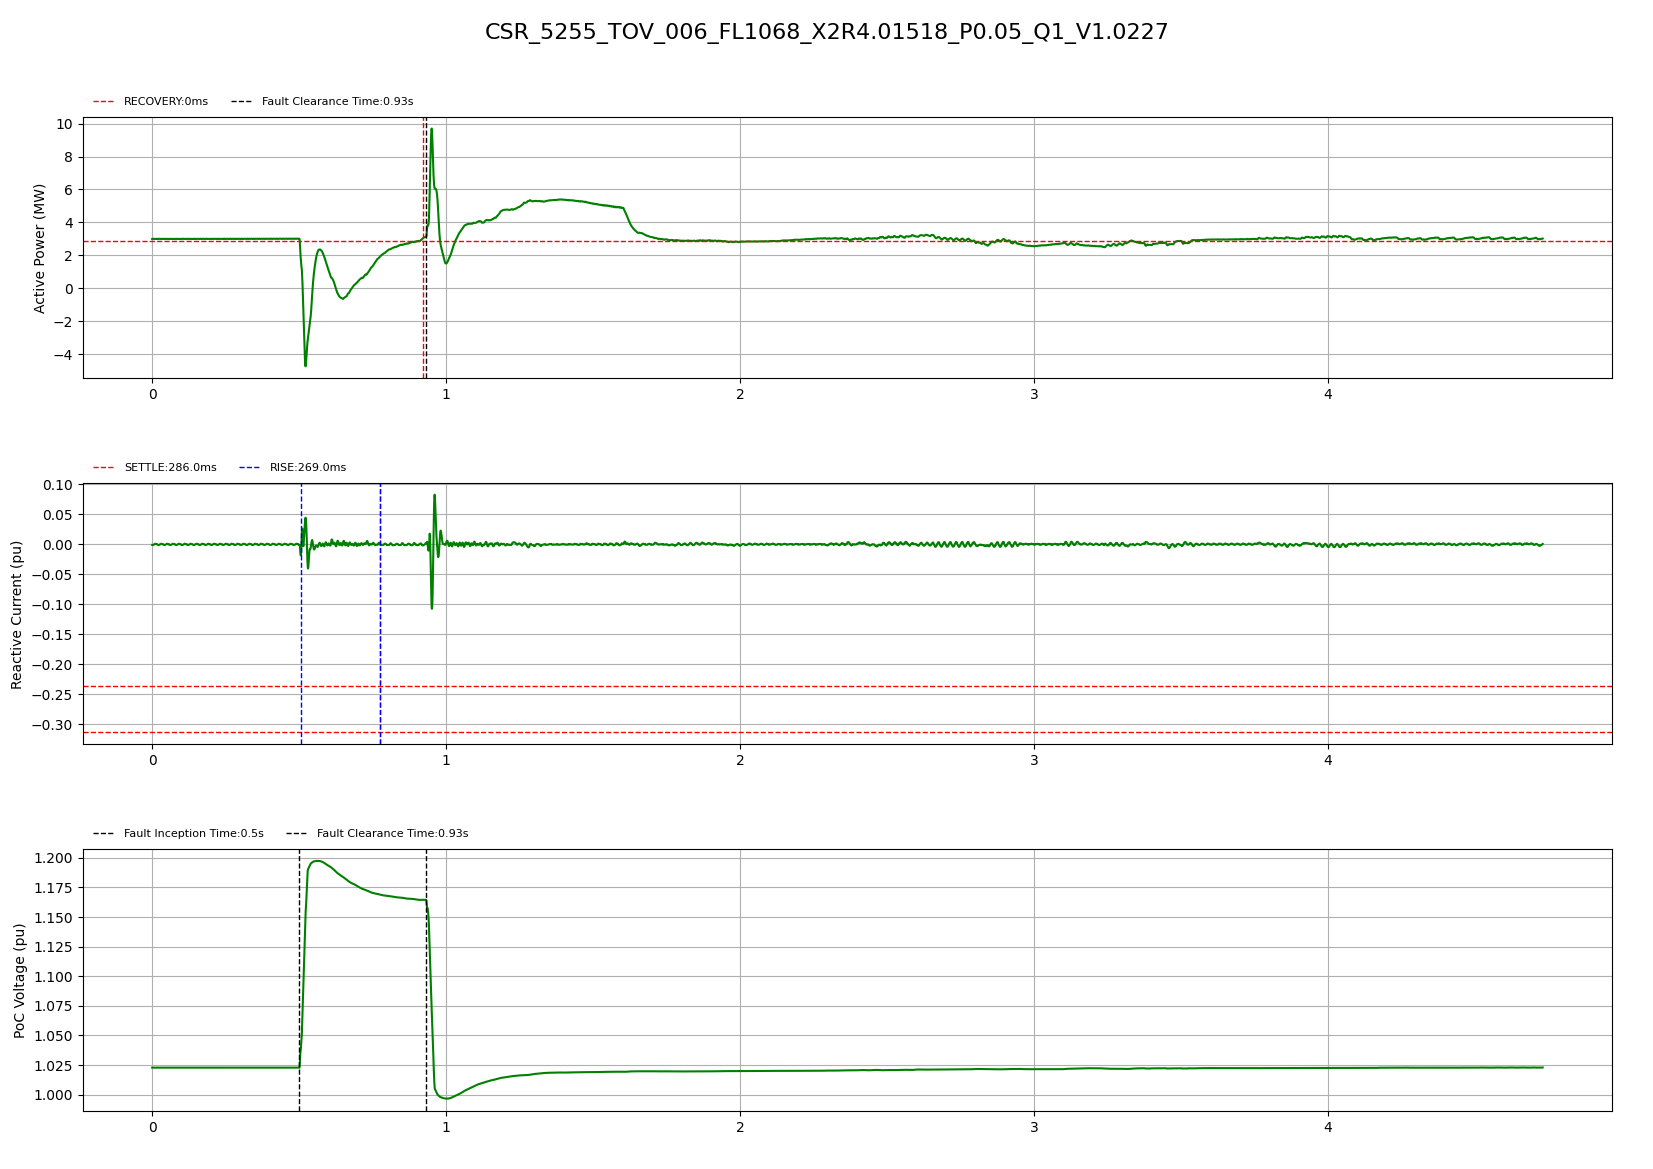 CSR_5255_TOV_006_FL1068_X2R4.01518_P0.05_Q1_V1.0227
RECOVERY:0ms Fault Clearance Time:0.93s
Active Power (MW)
10
8
6
4
2
0
−2
−4
0 1 2 3 4
SETTLE:286.0ms RISE:269.0ms
Reactive Current (pu)
0.10
0.05
0.00
−0.05
−0.10
−0.15
−0.20
−0.25
−0.30
0 1 2 3 4
Fault Inception Time:0.5s Fault Clearance Time:0.93s
PoC Voltage (pu)
1.200
1.175
1.150
1.125
1.100
1.075
1.050
1.025
1.000
0 1 2 3 4